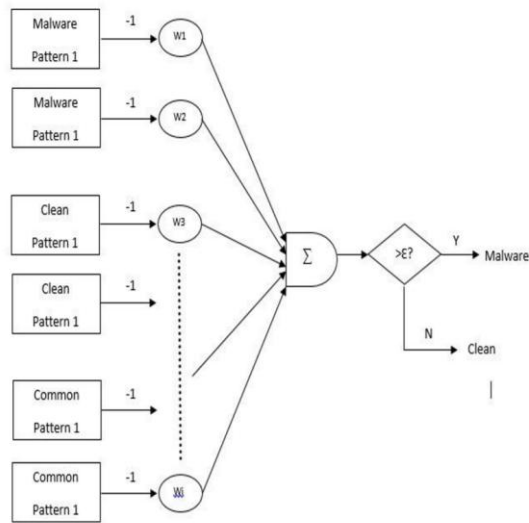 Malware
Pattern 1
-1
W1
Malware
Pattern 1
-1
W2
Clean
Pattern 1
-1
W3
Clean
Pattern 1
-1
Common
Pattern 1
-1
Common
Pattern 1
-1
Wi
Σ
>ε?
Y
Malware
N
Clean